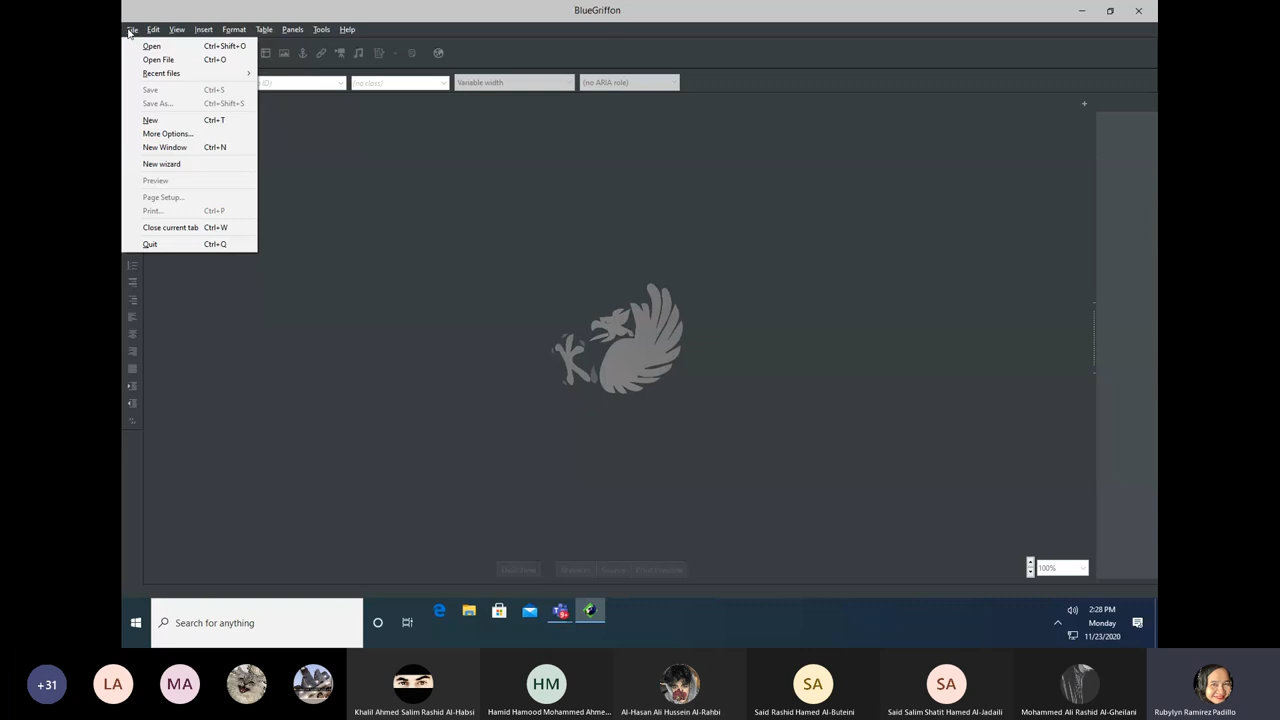 BlueGriffon
File Edit View Insert Format Table Panels Tools Help
Open Ctrl+Shift+O
Open File Ctrl+O
Recent files
(no class) Variable width (no ARIA role)
Save Ctrl+S
Save As... Ctrl+Shift+S
New Ctrl+T
More Options...
New Window Ctrl+N
New wizard
Preview
Page Setup...
Print... Ctrl+P
Close current tab Ctrl+W
Quit Ctrl+Q
100%
Search for anything
9+
2:28 PM
Monday
11/23/2020
+31 LA MA HM SA SA
Khalil Ahmed Salim Rashid Al-Habsi
Hamid Hamood Mohammed Ahme...
Al-Hasan Ali Hussein Al-Rahbi
Said Rashid Hamed Al-Buteini
Said Salim Shatit Hamed Al-Jadaili
Mohammed Ali Rashid Al-Gheilani
Rubylyn Ramirez Padillo